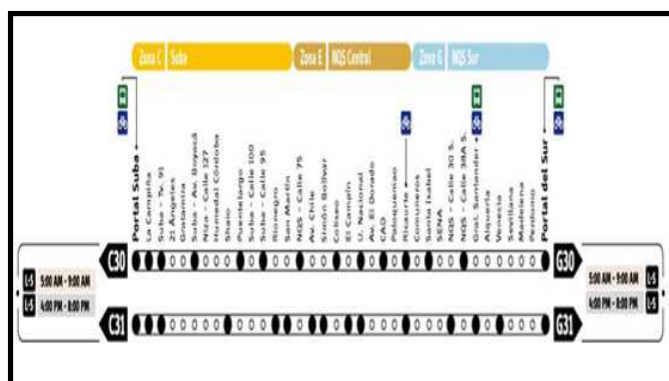 Zona C Suba Zona E NQS Central Zona G NQS Sur
Portal Suba
La Campiña
Suba - Tv. 91
21 Ángeles
Gratamira
Suba - Av. Boyacá
Niza - Calle 127
Humedal Córdoba
Shaio
Puentelargo
Suba - Calle 100
Suba - Calle 95
Rionegro
San Martín
NQS - Calle 75
Av. Chile
Simón Bolívar
Coliseo
El Campín
U. Nacional
Av. El Dorado
CAD
Paloquemao
Ricaurte
Comuneros
Santa Isabel
SENA
NQS - Calle 30 S.
NQS - Calle 38A S.
Gral. Santander
Alquería
Venecia
Sevillana
Madelena
Perdomo
Portal del Sur
C30 G30
L-S 5:00 AM - 9:00 AM 5:00 AM - 9:00 AM L-S
L-S 4:00 PM - 8:00 PM 4:00 PM - 8:00 PM L-S
C31 G31